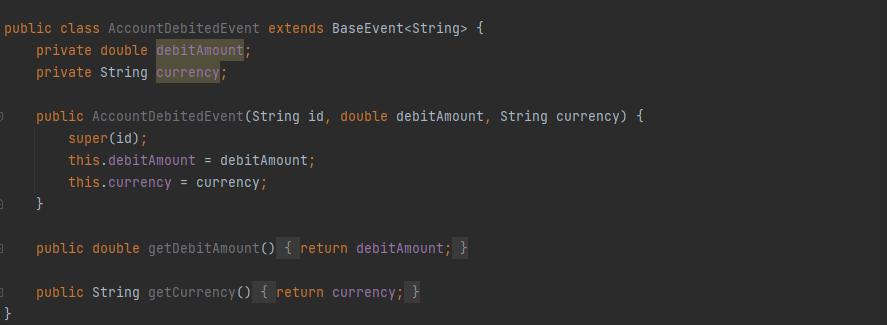 public class AccountDebitedEvent extends BaseEvent<String> {
    private double debitAmount;
    private String currency;
    public AccountDebitedEvent(String id, double debitAmount, String currency) {
        super(id);
        this.debitAmount = debitAmount;
        this.currency = currency;
    }
    public double getDebitAmount() { return debitAmount; }
    public String getCurrency() { return currency; }
}